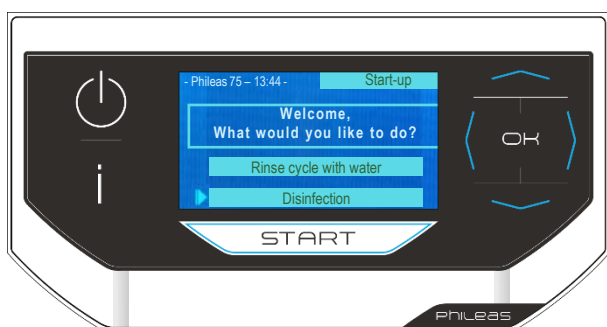 - Phileas 75 – 13:44 -
Start-up
Welcome,
What would you like to do?
Rinse cycle with water
Disinfection
OK
i
START
PHILEAS